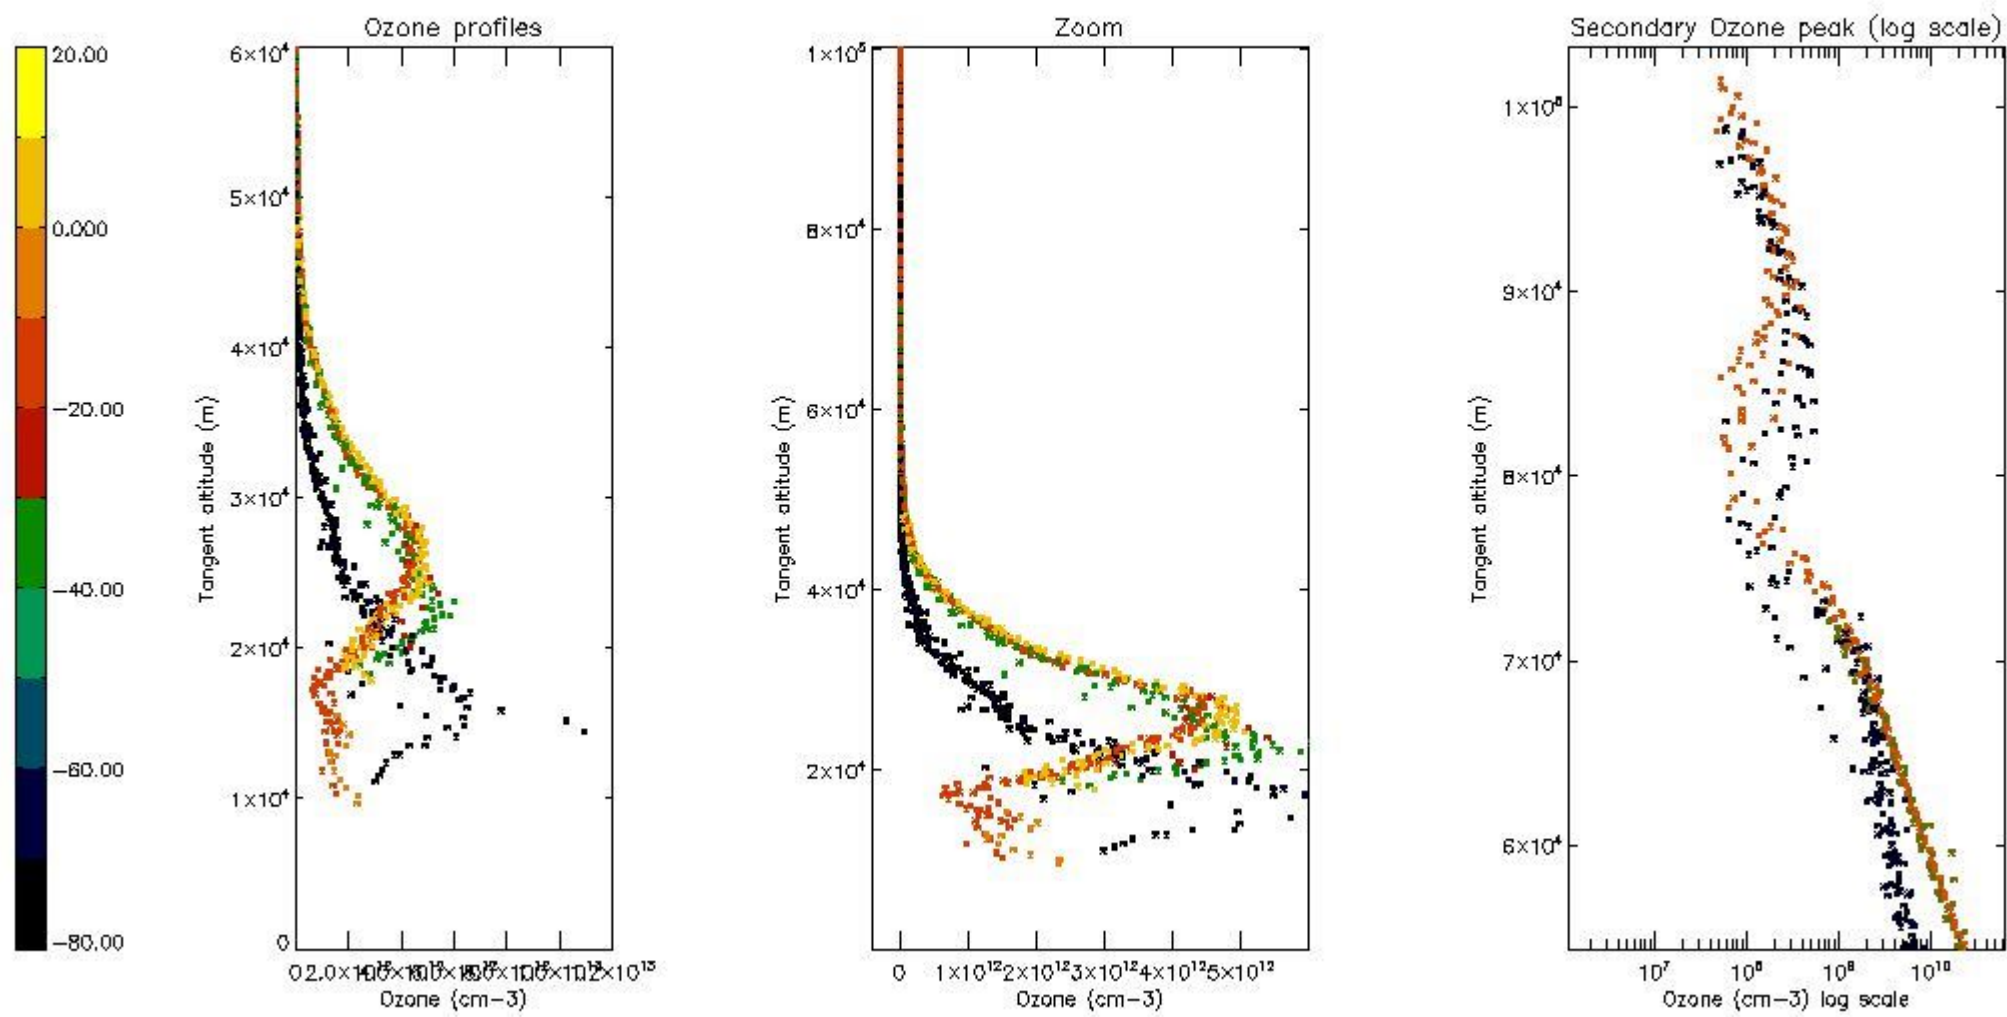 Ozone profiles
Zoom
Secondary Ozone peak (log scale)
20.00
0.000
−20.00
−40.00
−60.00
−80.00
6×10⁴
5×10⁴
4×10⁴
3×10⁴
2×10⁴
1×10⁴
0
Tangent altitude (m)
Ozone (cm−3)
1×10⁵
8×10⁴
6×10⁴
4×10⁴
2×10⁴
Tangent altitude (m)
0 1×10¹² 2×10¹² 3×10¹² 4×10¹² 5×10¹²
Ozone (cm−3)
1×10⁵
9×10⁴
8×10⁴
7×10⁴
6×10⁴
Tangent altitude (m)
10⁷ 10⁸ 10⁹ 10¹⁰
Ozone (cm−3) log scale